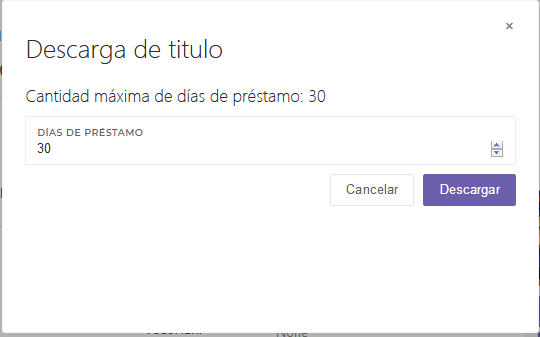 ×
Descarga de titulo
Cantidad máxima de días de préstamo: 30
DÍAS DE PRÉSTAMO
30
Cancelar Descargar
None